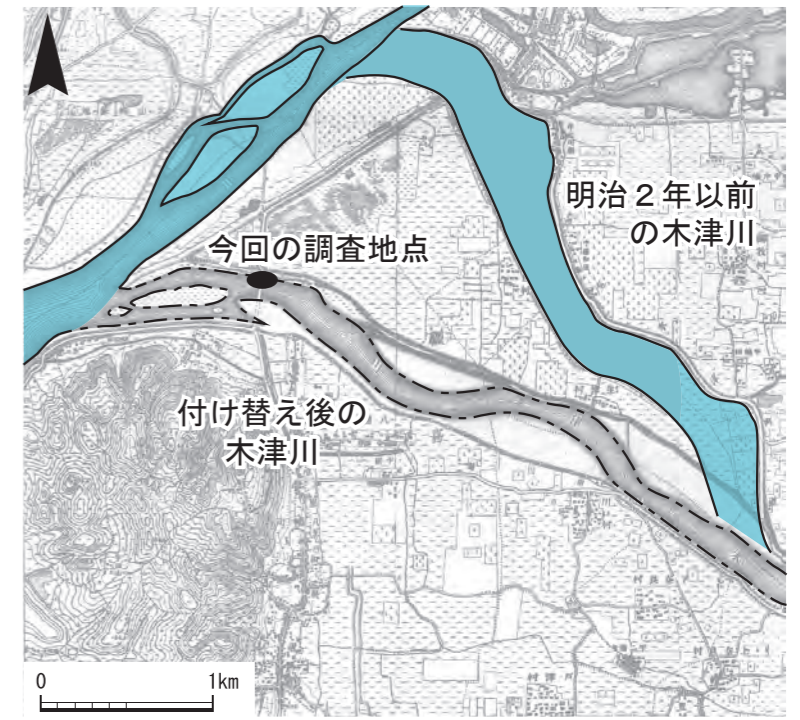 明治2年以前
の木津川
今回の調査地点
付け替え後の
木津川
0 1km